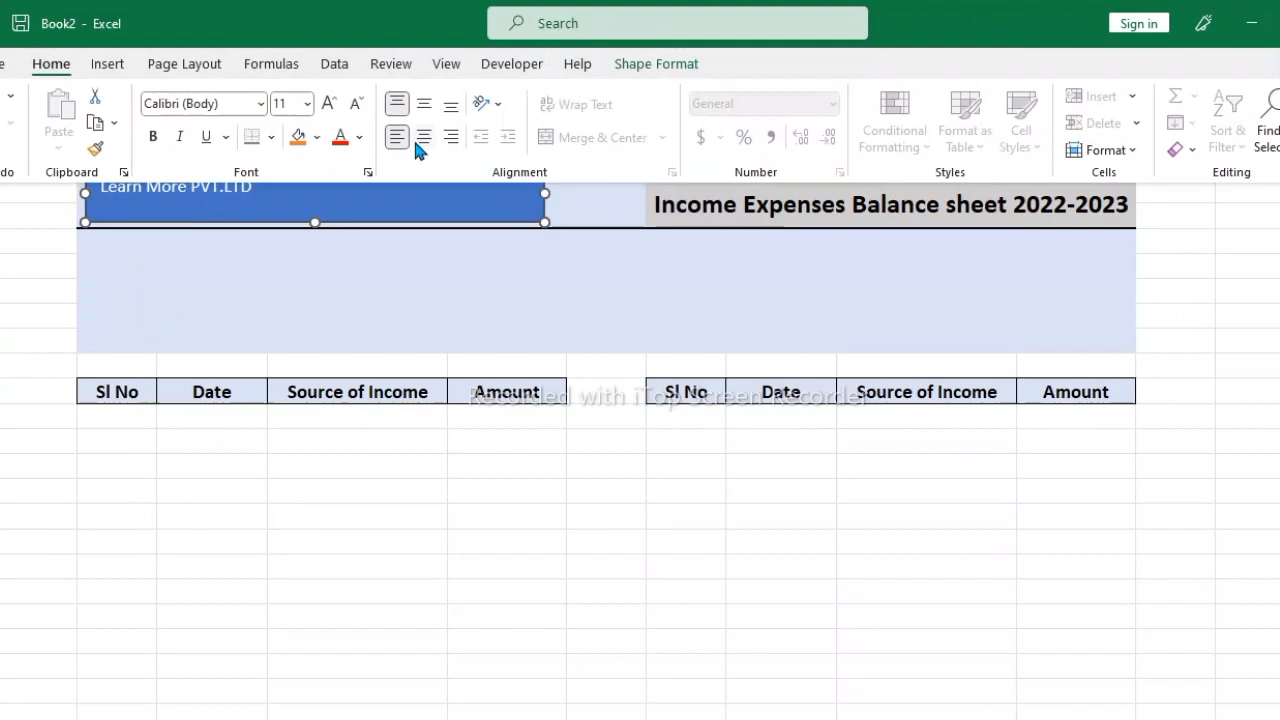 Book2 - Excel
Search
Sign in
e
Home
Insert
Page Layout
Formulas
Data
Review
View
Developer
Help
Shape Format
Paste
Calibri (Body)
11
B
I
U
A
Wrap Text
Merge & Center
General
$
%
Conditional
Formatting
Format as
Table
Cell
Styles
Insert
Delete
Format
Sort &
Filter
Find
Selec
do
Clipboard
Font
Alignment
Number
Styles
Cells
Editing
Learn More PVT.LTD
Income Expenses Balance sheet 2022-2023
Sl No
Date
Source of Income
Amount
Sl No
Date
Source of Income
Amount
Recorded with iTop Screen Recorder